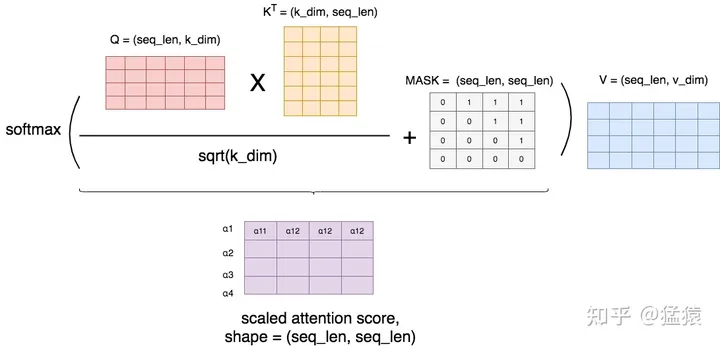 Kᵀ = (k_dim, seq_len)
Q = (seq_len, k_dim)
X
MASK = (seq_len, seq_len)
V = (seq_len, v_dim)
0 1 1 1
0 0 1 1
0 0 0 1
0 0 0 0
softmax
(
+
)
sqrt(k_dim)
α1 α11 α12 α12 α12
α2
α3
α4
scaled attention score,
shape = (seq_len, seq_len)
知乎 @猛猿